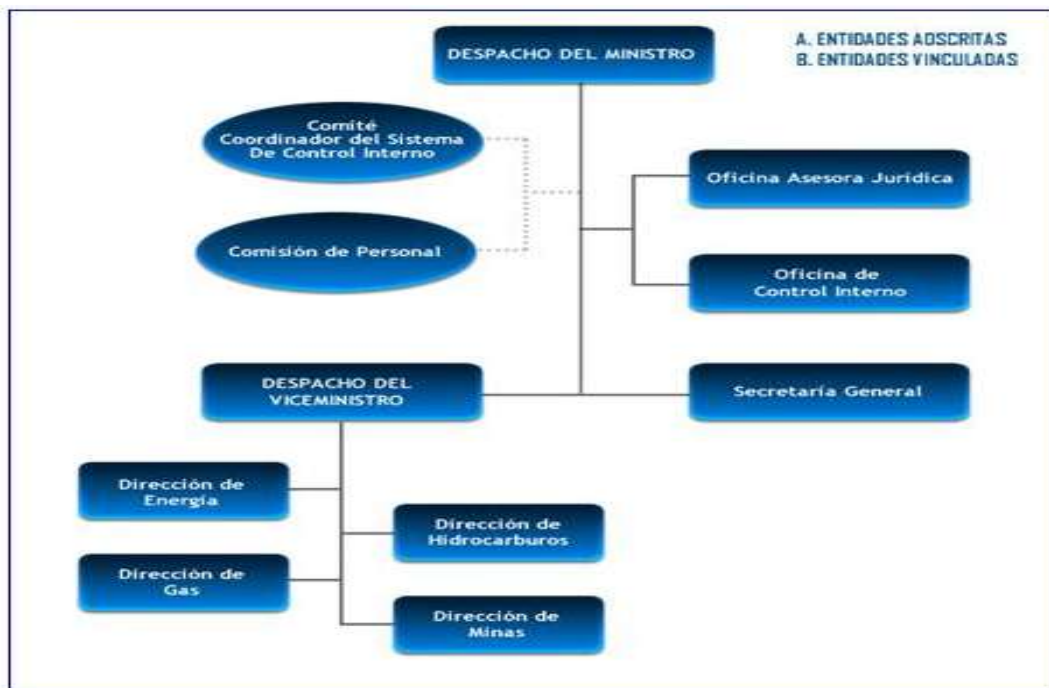 DESPACHO DEL MINISTRO
A. ENTIDADES ADSCRITAS
B. ENTIDADES VINCULADAS
Comité
Coordinador del Sistema
De Control Interno
Oficina Asesora Jurídica
Comisión de Personal
Oficina de
Control Interno
DESPACHO DEL
VICEMINISTRO
Secretaría General
Dirección de
Energía
Dirección de
Hidrocarburos
Dirección de
Gas
Dirección de
Minas